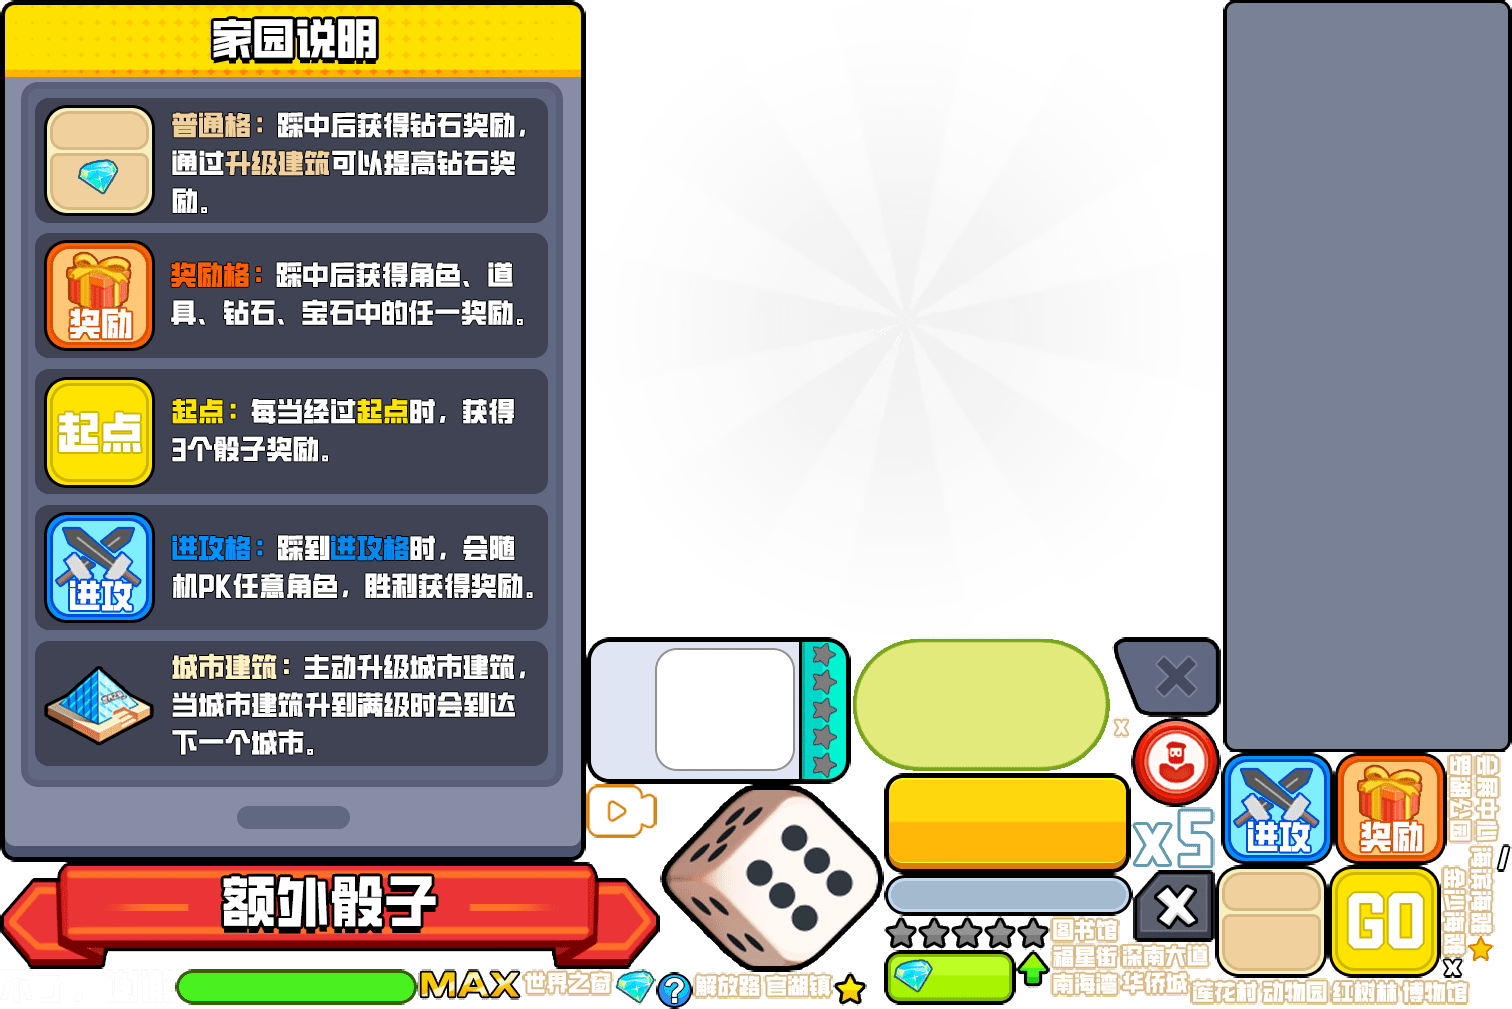 家园说明
普通格：踩中后获得钻石奖励，
通过升级建筑可以提高钻石奖
励。
奖励
奖励格：踩中后获得角色、道
具、钻石、宝石中的任一奖励。
起点
起点：每当经过起点时，获得
3个骰子奖励。
进攻
进攻格：踩到进攻格时，会随
机PK任意角色，胜利获得奖励。
城市建筑：主动升级城市建筑，
当城市建筑升到满级时会到达
下一个城市。
额外骰子
MAX
世界之窗
?
解放路
官湖镇
x
x5
进攻
奖励
GO
图书馆
福星街
深南大道
南海湾
华侨城
莲花村
动物园
红树林
博物馆
x
/